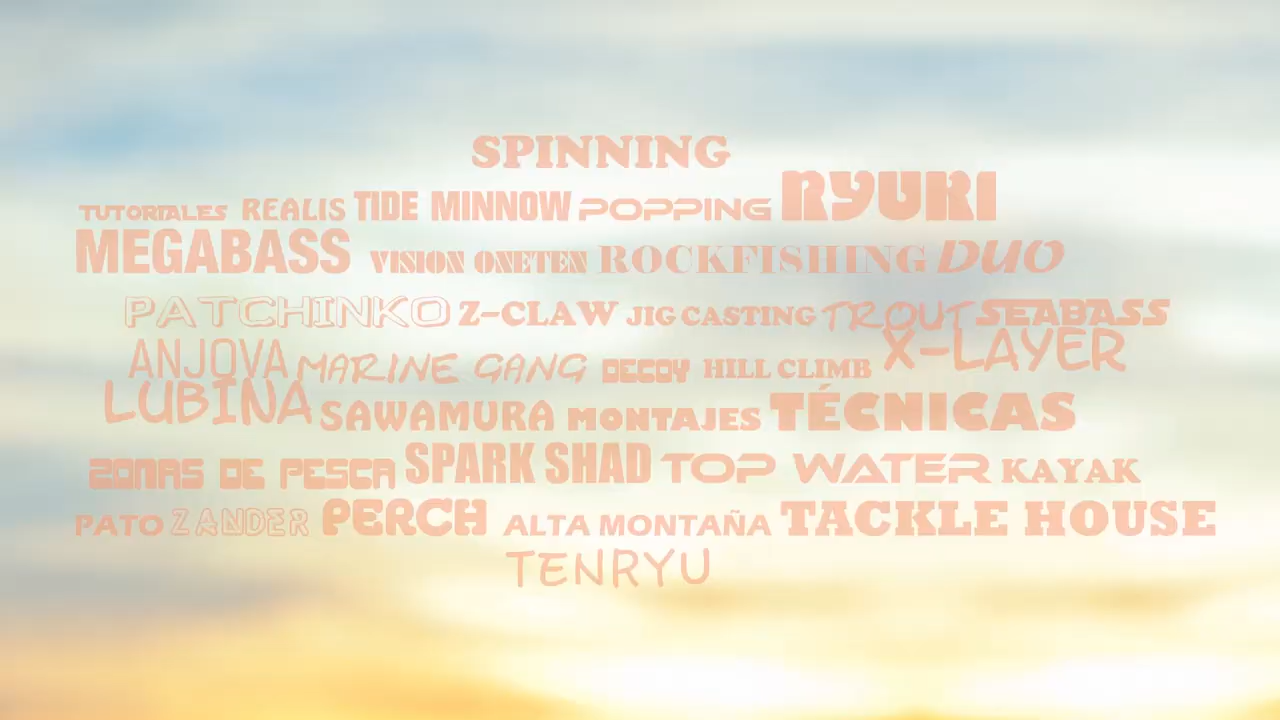 SPINNING
TUTORIALES REALIS TIDE MINNOW POPPING RYUKI
MEGABASS VISION ONETEN ROCKFISHING DUO
PATCHINKO Z-CLAW JIG CASTING TROUT SEABASS
ANJOVA MARINE GANG DECOY HILL CLIMB X-LAYER
LUBINA SAWAMURA MONTAJES TÉCNICAS
ZONAS DE PESCA SPARK SHAD TOP WATER KAYAK
PATO ZANDER PERCH ALTA MONTAÑA TACKLE HOUSE
TENRYU